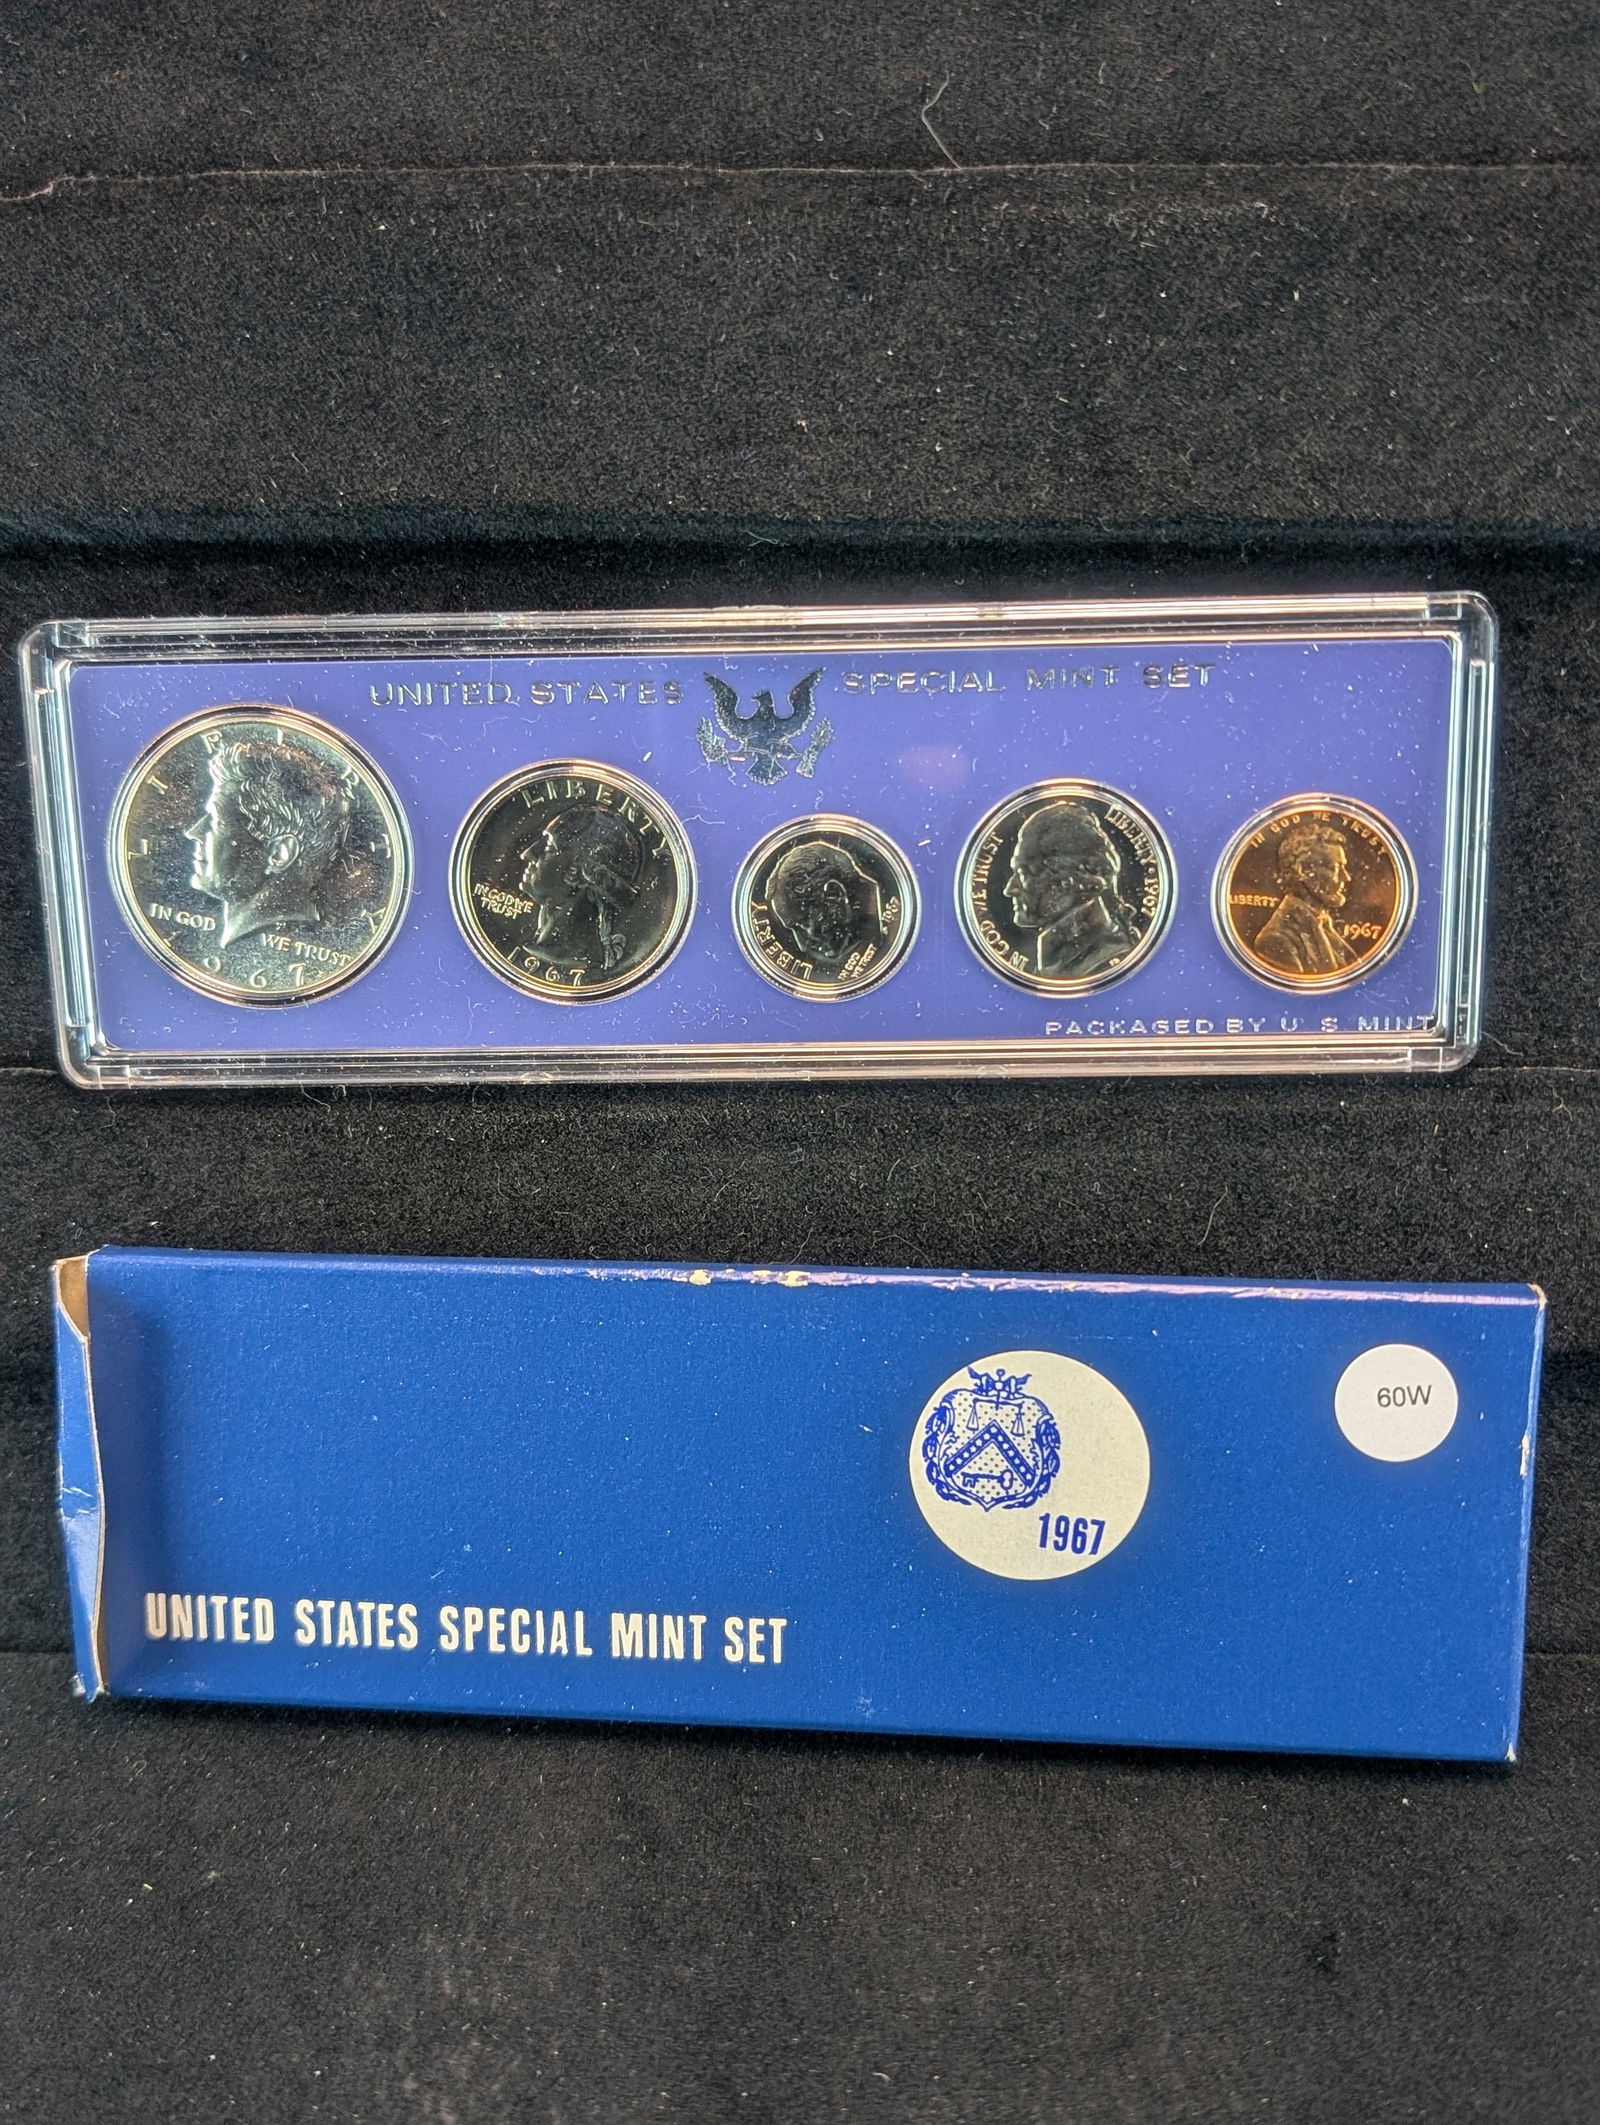 UNITED STATES SPECIAL MINT SET
LIBERTY
IN GOD WE TRUST
1967
LIBERTY
IN GOD WE
TRUST
1967
LIBERTY
IN GOD
WE TRUST
1967
IN GOD WE TRUST
LIBERTY · 1967
IN GOD WE TRUST
LIBERTY
1967
PACKAGED BY U. S. MINT
60W
1967
UNITED STATES SPECIAL MINT SET